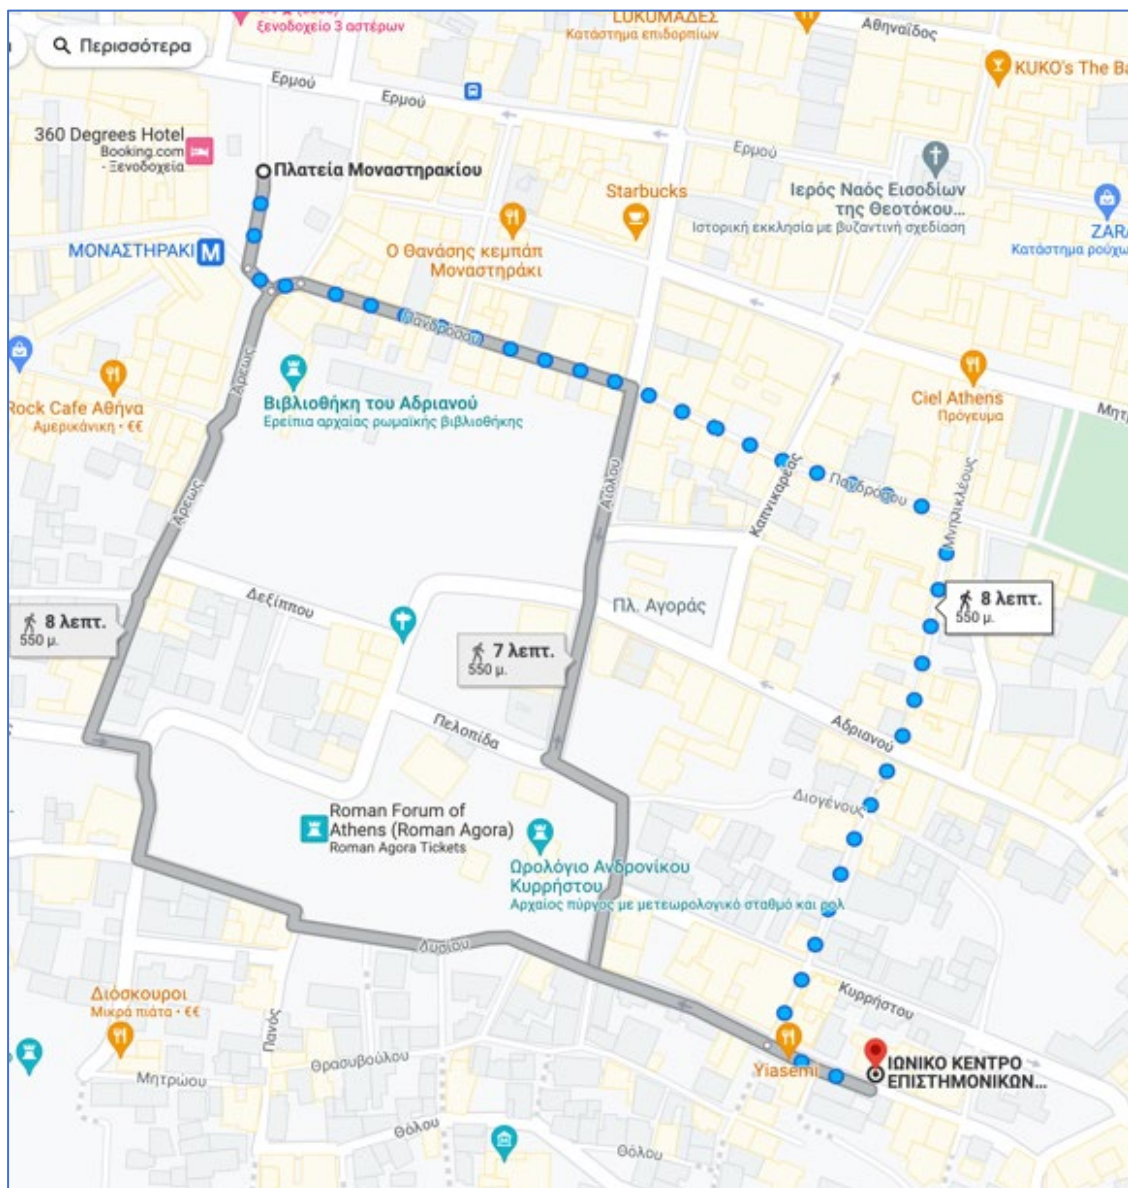 ξενοδοχείο 3 αστέρων
LUKUMAΔΕΣ
Κατάστημα επιδορπίων
Αθηναΐδος
Περισσότερα
KUKO's The Ba
Ερμού
Ερμού
Ερμού
360 Degrees Hotel
Booking.com
- Ξενοδοχεία
Πλατεία Μοναστηρακίου
Starbucks
Ιερός Ναός Εισοδίων
της Θεοτόκου...
Ιστορική εκκλησία με βυζαντινή σχεδίαση
ZARA
Κατάστημα ρούχω
ΜΟΝΑΣΤΗΡΑΚΙ
M
Ο Θανάσης κεμπάπ
Μοναστηράκι
Πανδρόσου
Άρεως
Rock Cafe Αθήνα
Αμερικάνικη • €€
Βιβλιοθήκη του Αδριανού
Ερείπια αρχαίας ρωμαϊκής βιβλιοθήκης
Ciel Athens
Πρόγευμα
Μητρ
Αιόλου
Καπνικαρέας
Πανδρόσου
Μνησικλέους
Άρεως
Δεξίππου
Πλ. Αγοράς
8 λεπτ.
550 μ.
8 λεπτ.
550 μ.
7 λεπτ.
550 μ.
Πελοπίδα
Αδριανού
Διογένους
Roman Forum of
Athens (Roman Agora)
Roman Agora Tickets
Ωρολόγιο Ανδρονίκου
Κυρρήστου
Αρχαίος πύργος με μετεωρολογικό σταθμό και ρολ
Λυσίου
Κυρρήστου
Διόσκουροι
Μικρά πιάτα • €€
Πανός
Θρασυβούλου
Μητρώου
Yiasemi
ΙΩΝΙΚΟ ΚΕΝΤΡΟ
ΕΠΙΣΤΗΜΟΝΙΚΩΝ...
Θόλου
Θόλου